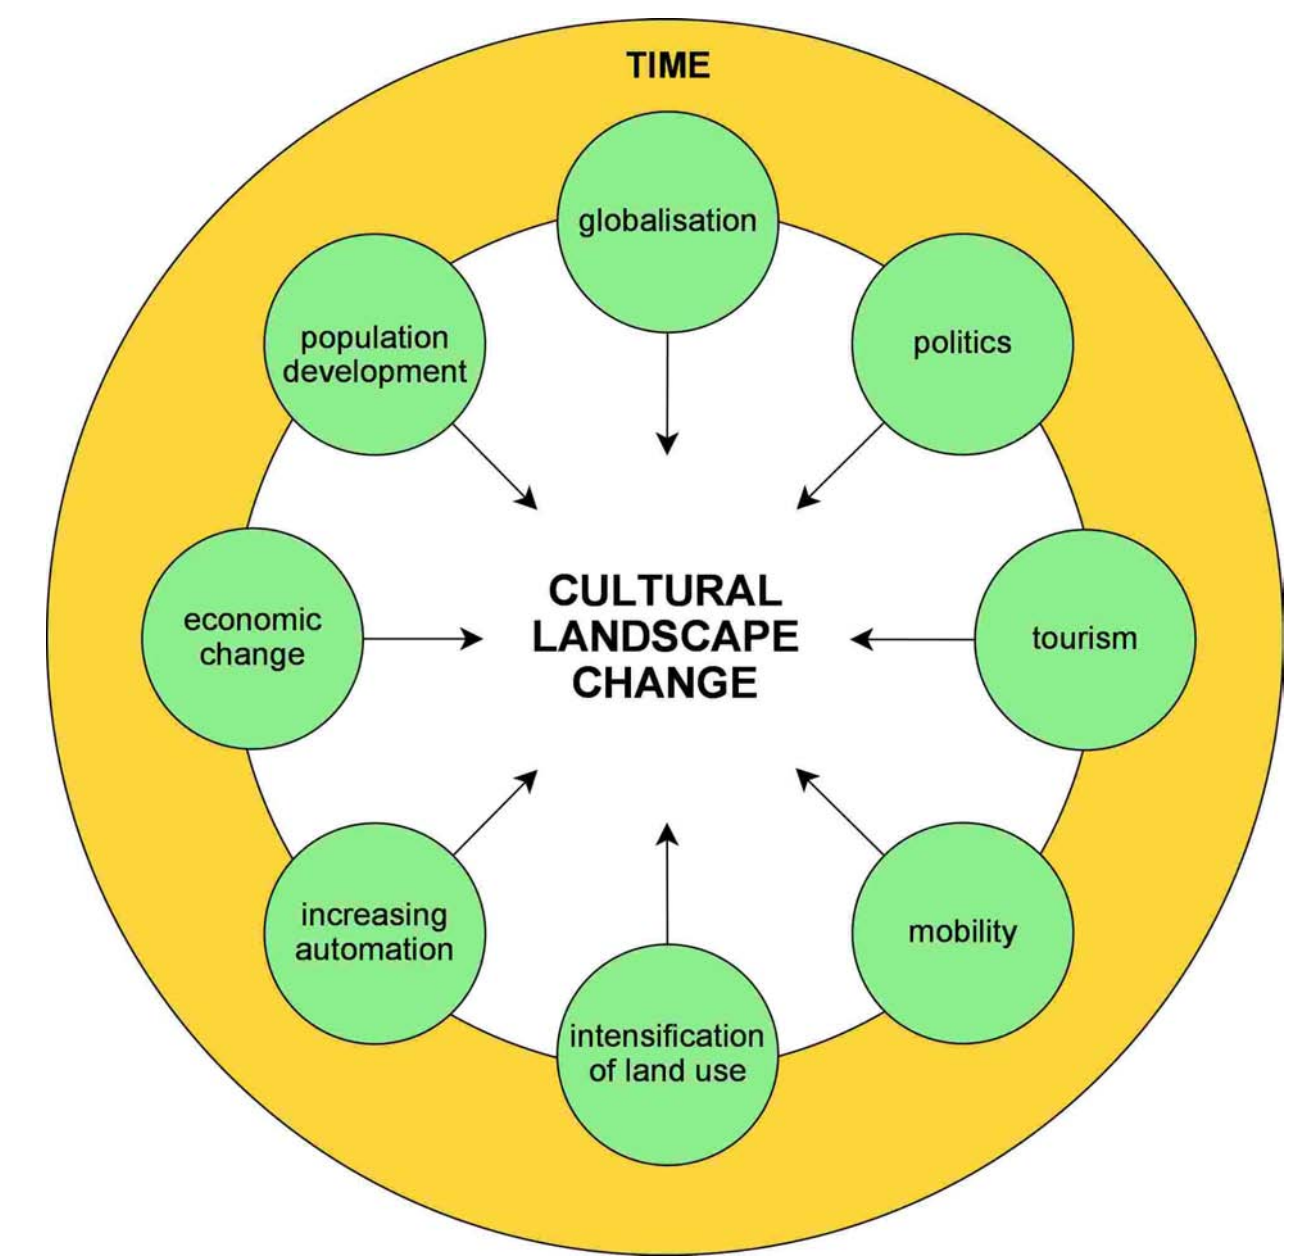 TIME
globalisation
population
development
politics
economic
change
CULTURAL
LANDSCAPE
CHANGE
tourism
increasing
automation
mobility
intensification
of land use